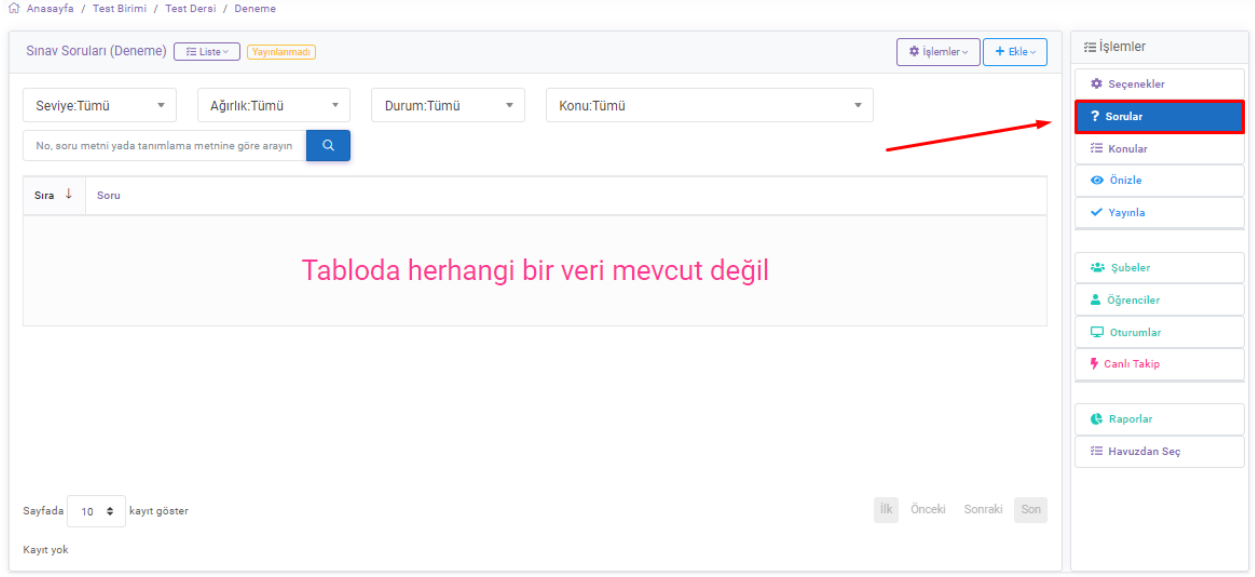 Anasayfa / Test Birimi / Test Dersi / Deneme
Sınav Soruları (Deneme) Liste Yayınlanmadı İşlemler + Ekle
Seviye:Tümü Ağırlık:Tümü Durum:Tümü Konu:Tümü
No, soru metni yada tanımlama metnine göre arayın
Sıra ↓ Soru
Tabloda herhangi bir veri mevcut değil
Sayfada 10 kayıt göster
İlk Önceki Sonraki Son
Kayıt yok
İşlemler
Seçenekler
? Sorular
Konular
Önizle
Yayınla
Şubeler
Öğrenciler
Oturumlar
Canlı Takip
Raporlar
Havuzdan Seç